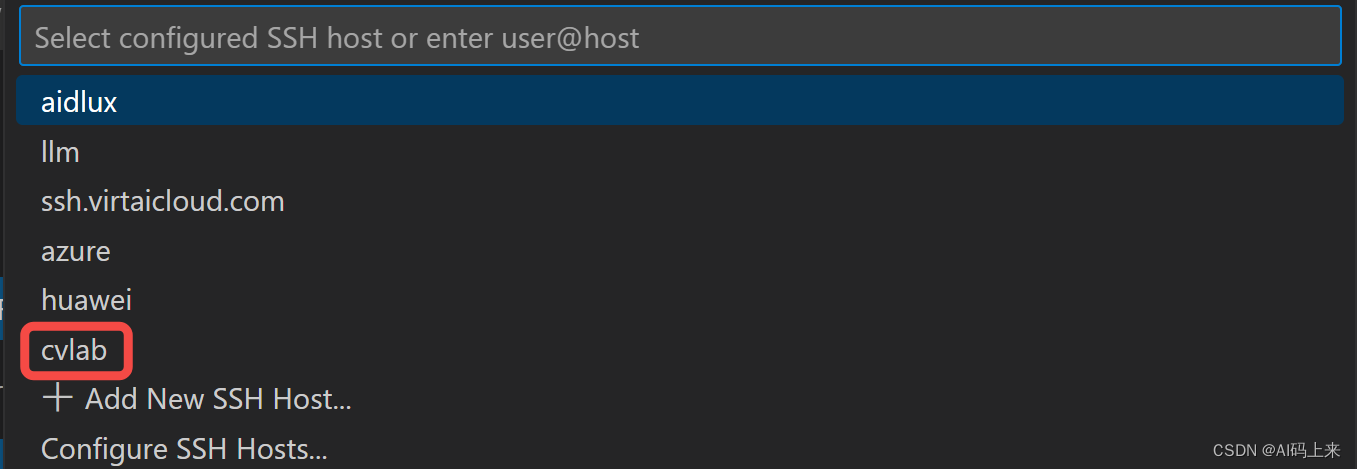 Select configured SSH host or enter user@host
aidlux
llm
ssh.virtaicloud.com
azure
huawei
cvlab
+ Add New SSH Host...
Configure SSH Hosts...
CSDN @AI码上来